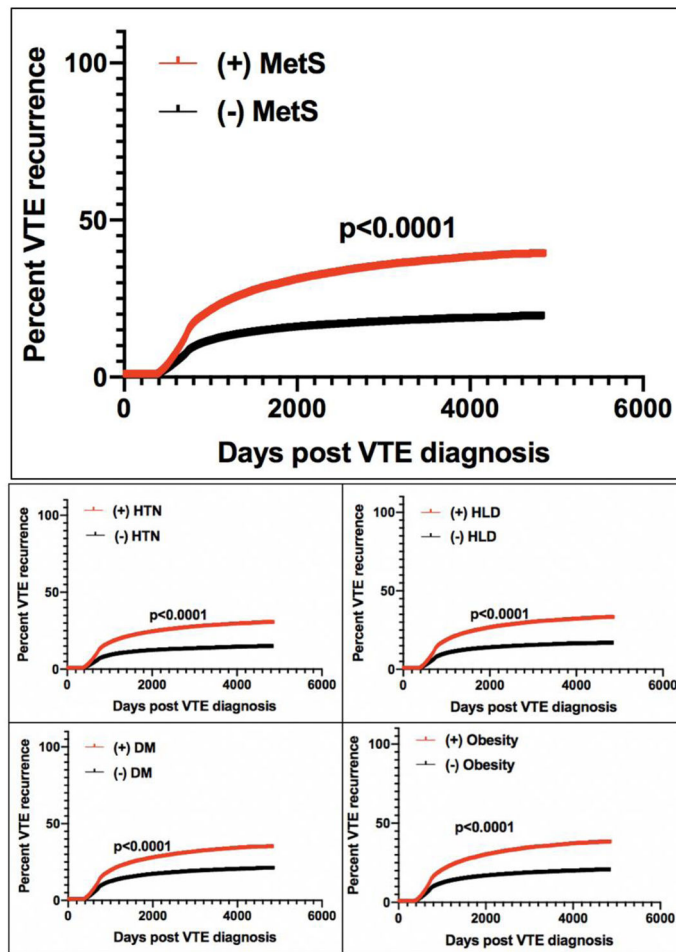 Percent VTE recurrence
100
50
0
(+) MetS
(-) MetS
p<0.0001
0 2000 4000 6000
Days post VTE diagnosis
Percent VTE recurrence
100
50
0
(+) HTN
(-) HTN
p<0.0001
0 2000 4000 6000
Days post VTE diagnosis
Percent VTE recurrence
100
50
0
(+) HLD
(-) HLD
p<0.0001
0 2000 4000 6000
Days post VTE diagnosis
Percent VTE recurrence
100
50
0
(+) DM
(-) DM
p<0.0001
0 2000 4000 6000
Days post VTE diagnosis
Percent VTE recurrence
100
50
0
(+) Obesity
(-) Obesity
p<0.0001
0 2000 4000 6000
Days post VTE diagnosis